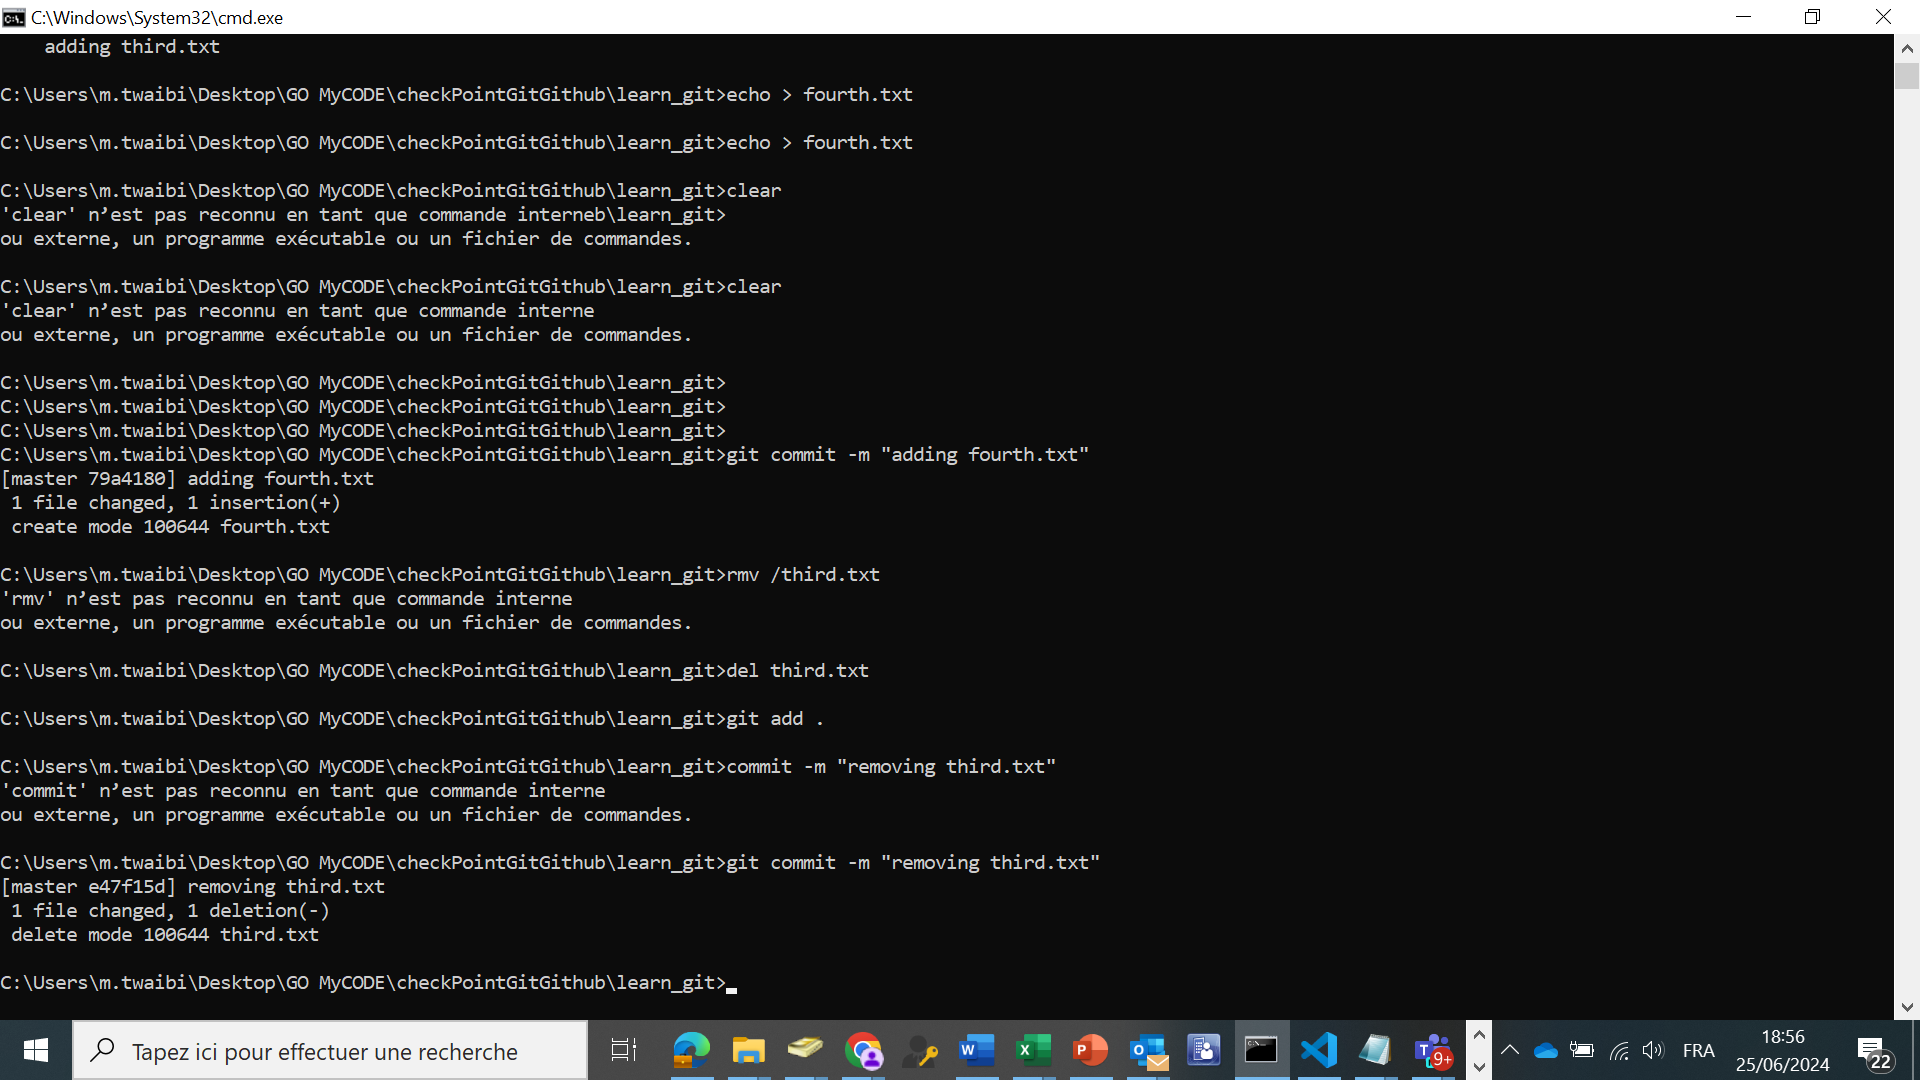 C:\Windows\System32\cmd.exe
adding third.txt
C:\Users\m.twaibi\Desktop\GO MyCODE\checkPointGitGithub\learn_git>echo > fourth.txt
C:\Users\m.twaibi\Desktop\GO MyCODE\checkPointGitGithub\learn_git>echo > fourth.txt
C:\Users\m.twaibi\Desktop\GO MyCODE\checkPointGitGithub\learn_git>clear
'clear' n’est pas reconnu en tant que commande interneb\learn_git>
ou externe, un programme exécutable ou un fichier de commandes.
C:\Users\m.twaibi\Desktop\GO MyCODE\checkPointGitGithub\learn_git>clear
'clear' n’est pas reconnu en tant que commande interne
ou externe, un programme exécutable ou un fichier de commandes.
C:\Users\m.twaibi\Desktop\GO MyCODE\checkPointGitGithub\learn_git>
C:\Users\m.twaibi\Desktop\GO MyCODE\checkPointGitGithub\learn_git>
C:\Users\m.twaibi\Desktop\GO MyCODE\checkPointGitGithub\learn_git>
C:\Users\m.twaibi\Desktop\GO MyCODE\checkPointGitGithub\learn_git>git commit -m "adding fourth.txt"
[master 79a4180] adding fourth.txt
1 file changed, 1 insertion(+)
create mode 100644 fourth.txt
C:\Users\m.twaibi\Desktop\GO MyCODE\checkPointGitGithub\learn_git>rmv /third.txt
'rmv' n’est pas reconnu en tant que commande interne
ou externe, un programme exécutable ou un fichier de commandes.
C:\Users\m.twaibi\Desktop\GO MyCODE\checkPointGitGithub\learn_git>del third.txt
C:\Users\m.twaibi\Desktop\GO MyCODE\checkPointGitGithub\learn_git>git add .
C:\Users\m.twaibi\Desktop\GO MyCODE\checkPointGitGithub\learn_git>commit -m "removing third.txt"
'commit' n’est pas reconnu en tant que commande interne
ou externe, un programme exécutable ou un fichier de commandes.
C:\Users\m.twaibi\Desktop\GO MyCODE\checkPointGitGithub\learn_git>git commit -m "removing third.txt"
[master e47f15d] removing third.txt
1 file changed, 1 deletion(-)
delete mode 100644 third.txt
C:\Users\m.twaibi\Desktop\GO MyCODE\checkPointGitGithub\learn_git>
Tapez ici pour effectuer une recherche
9+
FRA
18:56
25/06/2024
22